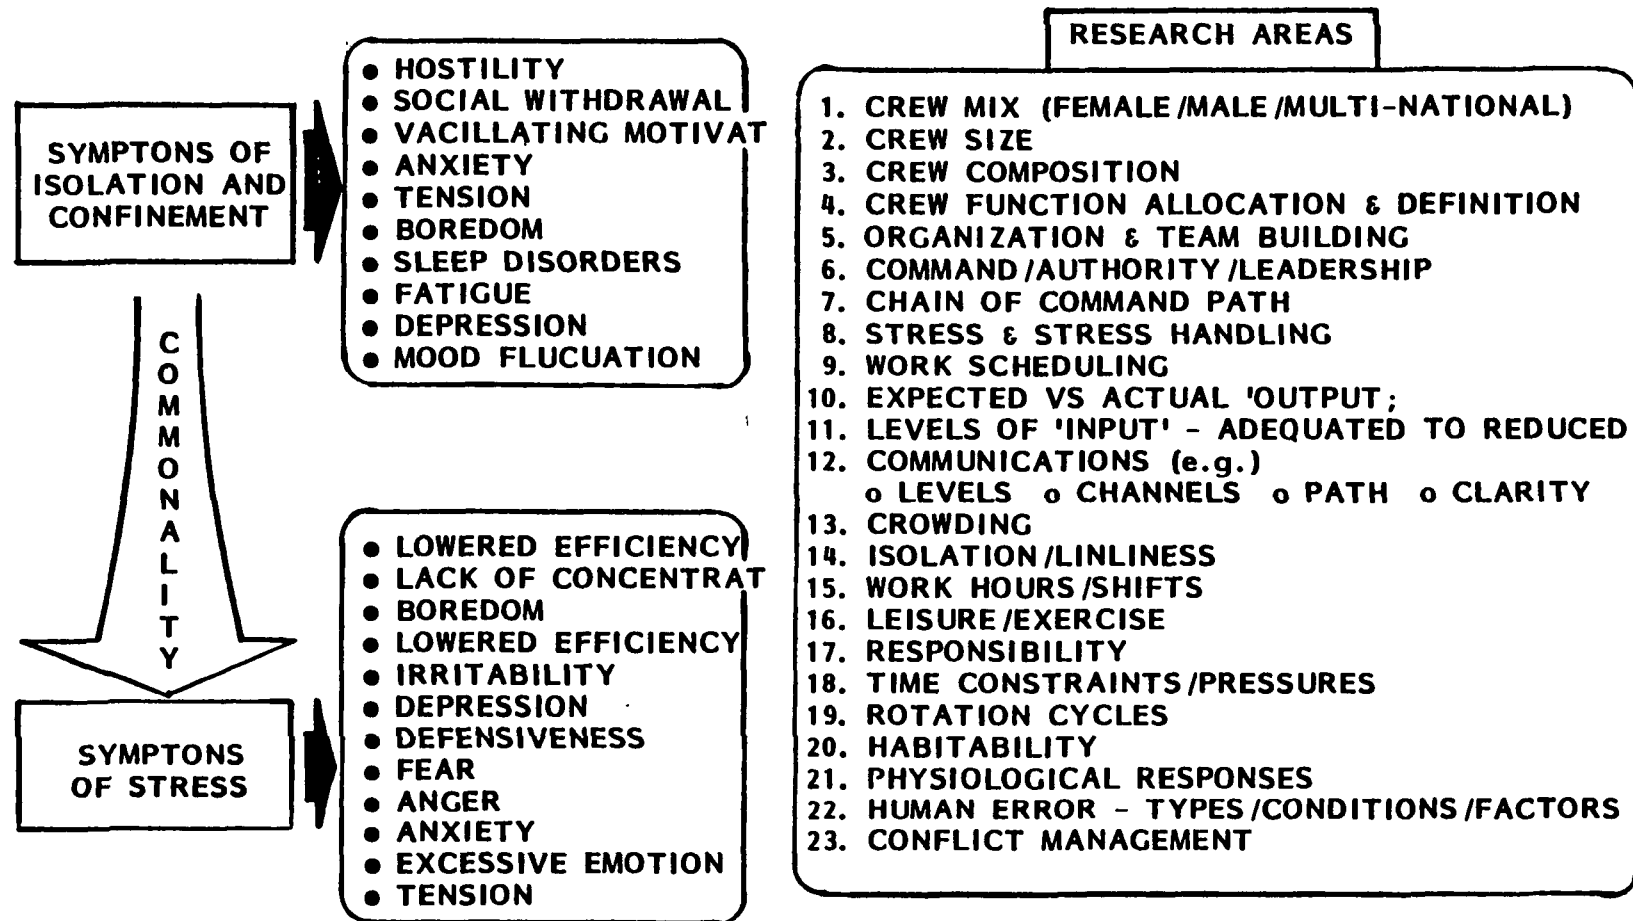 SYMPTONS OF
ISOLATION AND
CONFINEMENT
● HOSTILITY
● SOCIAL WITHDRAWAL
● VACILLATING MOTIVAT
● ANXIETY
● TENSION
● BOREDOM
● SLEEP DISORDERS
● FATIGUE
● DEPRESSION
● MOOD FLUCUATION
COMMONALITY
SYMPTONS
OF STRESS
● LOWERED EFFICIENCY
● LACK OF CONCENTRAT
● BOREDOM
● LOWERED EFFICIENCY
● IRRITABILITY
● DEPRESSION
● DEFENSIVENESS
● FEAR
● ANGER
● ANXIETY
● EXCESSIVE EMOTION
● TENSION
RESEARCH AREAS
1. CREW MIX (FEMALE/MALE/MULTI-NATIONAL)
2. CREW SIZE
3. CREW COMPOSITION
4. CREW FUNCTION ALLOCATION & DEFINITION
5. ORGANIZATION & TEAM BUILDING
6. COMMAND/AUTHORITY/LEADERSHIP
7. CHAIN OF COMMAND PATH
8. STRESS & STRESS HANDLING
9. WORK SCHEDULING
10. EXPECTED VS ACTUAL 'OUTPUT;
11. LEVELS OF 'INPUT' - ADEQUATED TO REDUCED
12. COMMUNICATIONS (e.g.)
o LEVELS o CHANNELS o PATH o CLARITY
13. CROWDING
14. ISOLATION/LINLINESS
15. WORK HOURS/SHIFTS
16. LEISURE/EXERCISE
17. RESPONSIBILITY
18. TIME CONSTRAINTS/PRESSURES
19. ROTATION CYCLES
20. HABITABILITY
21. PHYSIOLOGICAL RESPONSES
22. HUMAN ERROR - TYPES/CONDITIONS/FACTORS
23. CONFLICT MANAGEMENT